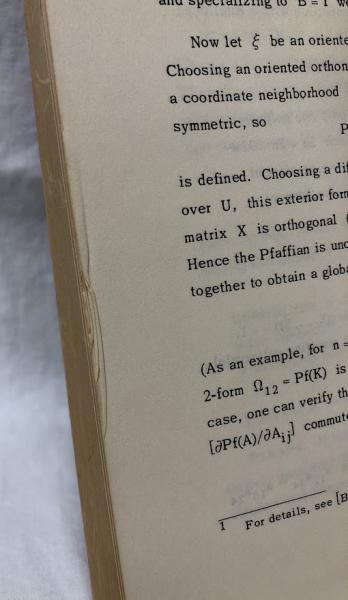 and specializing to B = 1
Now let ξ be an oriente
Choosing an oriented orthon
a coordinate neighborhood
symmetric, so
P
is defined. Choosing a dif
over U, this exterior for
matrix X is orthogonal (
Hence the Pfaffian is unc
together to obtain a globa
(As an example, for n =
2-form Ω₁₂ = Pf(K) is
case, one can verify th
[∂Pf(A)/∂Aᵢⱼ] commut
1 For details, see [B